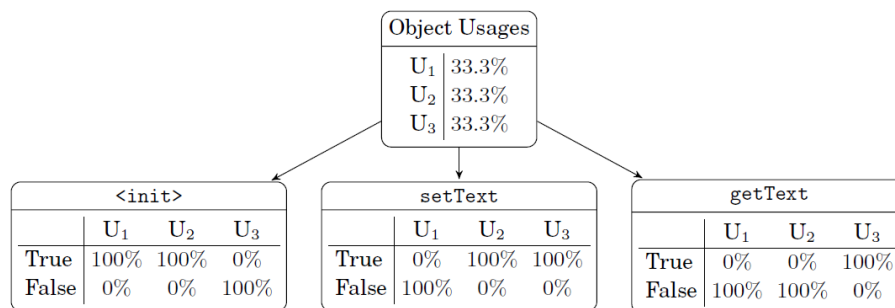 Object Usages
U₁ 33.3%
U₂ 33.3%
U₃ 33.3%
<init>
U₁ U₂ U₃
True 100% 100% 0%
False 0% 0% 100%
setText
U₁ U₂ U₃
True 0% 100% 100%
False 100% 0% 0%
getText
U₁ U₂ U₃
True 0% 0% 100%
False 100% 100% 0%